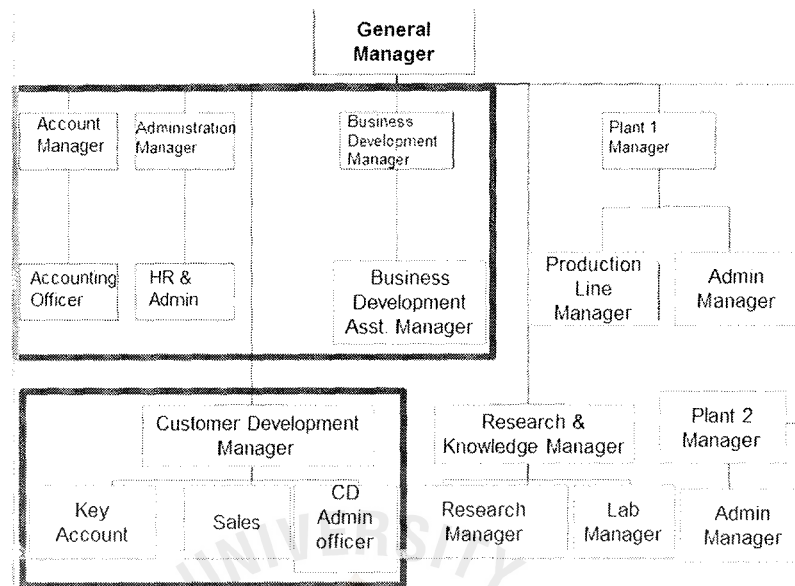 General
Manager
Account
Manager
Administration
Manager
Business
Development
Manager
Plant 1
Manager
Accounting
Officer
HR &
Admin
Business
Development
Asst. Manager
Production
Line
Manager
Admin
Manager
Customer Development
Manager
Research &
Knowledge Manager
Plant 2
Manager
Key
Account
Sales
CD
Admin
officer
Research
Manager
Lab
Manager
Admin
Manager
UNIVERSITY